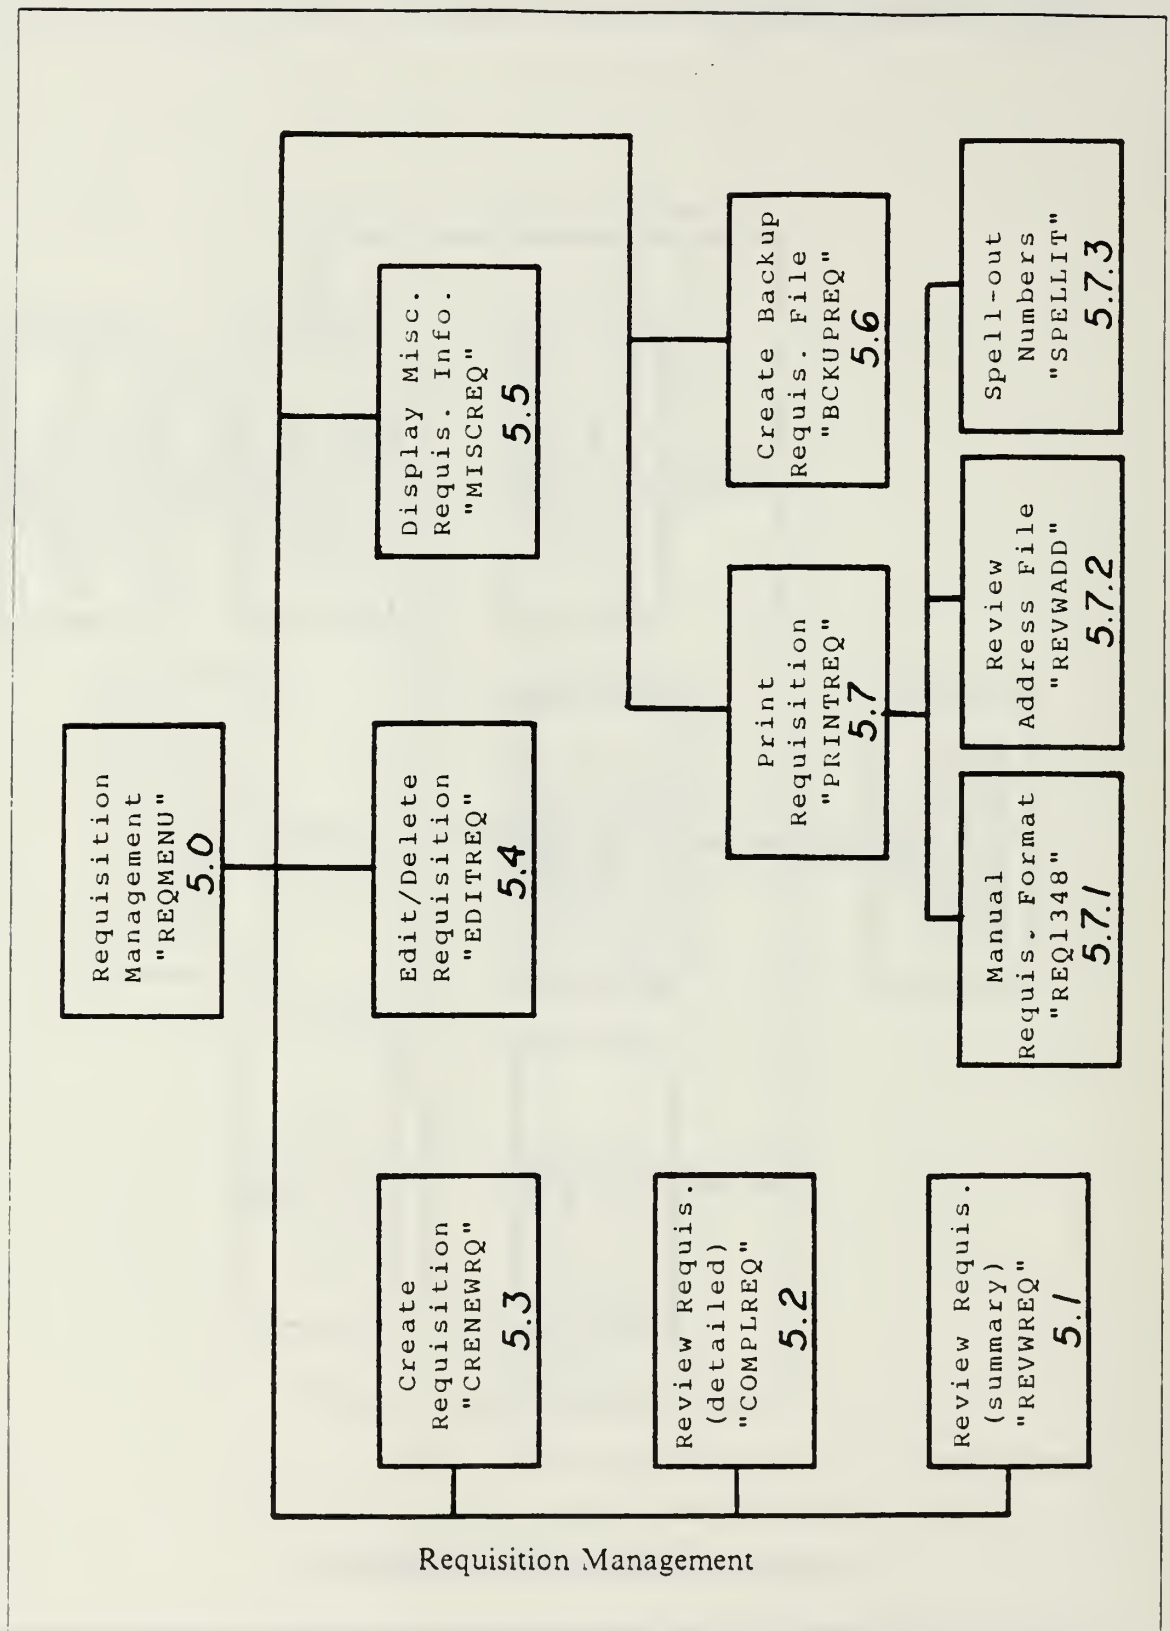 Requisition
Management
"REQMENU"
5.0
Create
Requisition
"CRENEWRQ"
5.3
Edit/Delete
Requisition
"EDITREQ"
5.4
Display Misc.
Requis. Info.
"MISCREQ"
5.5
Review Requis.
(detailed)
"COMPLREQ"
5.2
Review Requis.
(summary)
"REVWREQ"
5.1
Print
Requisition
"PRINTREQ"
5.7
Create Backup
Requis. File
"BCKUPREQ"
5.6
Manual
Requis. Format
"REQ1348"
5.7.1
Review
Address File
"REVWADD"
5.7.2
Spell-out
Numbers
"SPELLIT"
5.7.3
Requisition Management